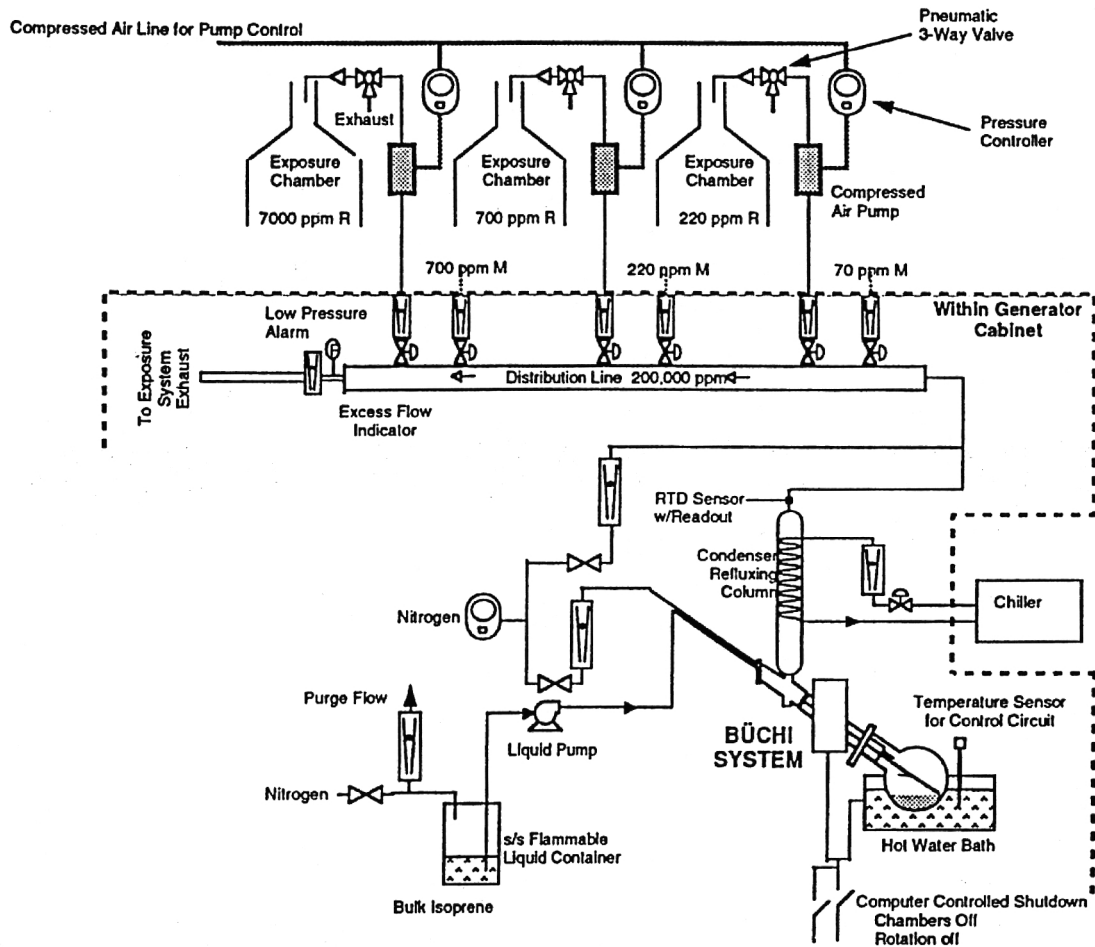 Compressed Air Line for Pump Control
Pneumatic
3-Way Valve
Exhaust
Pressure
Controller
Exposure
Chamber
7000 ppm R
Exposure
Chamber
700 ppm R
Exposure
Chamber
220 ppm R
Compressed
Air Pump
700 ppm M
220 ppm M
70 ppm M
Low Pressure
Alarm
Within Generator
Cabinet
To Exposure
System
Exhaust
P
Distribution Line 200,000 ppm
Excess Flow
Indicator
RTD Sensor
w/Readout
Condenser
Refluxing
Column
Chiller
Nitrogen
Purge Flow
Liquid Pump
BÜCHI
SYSTEM
Temperature Sensor
for Control Circuit
Nitrogen
s/s Flammable
Liquid Container
Hot Water Bath
Bulk Isoprene
Computer Controlled Shutdown
Chambers Off
Rotation off